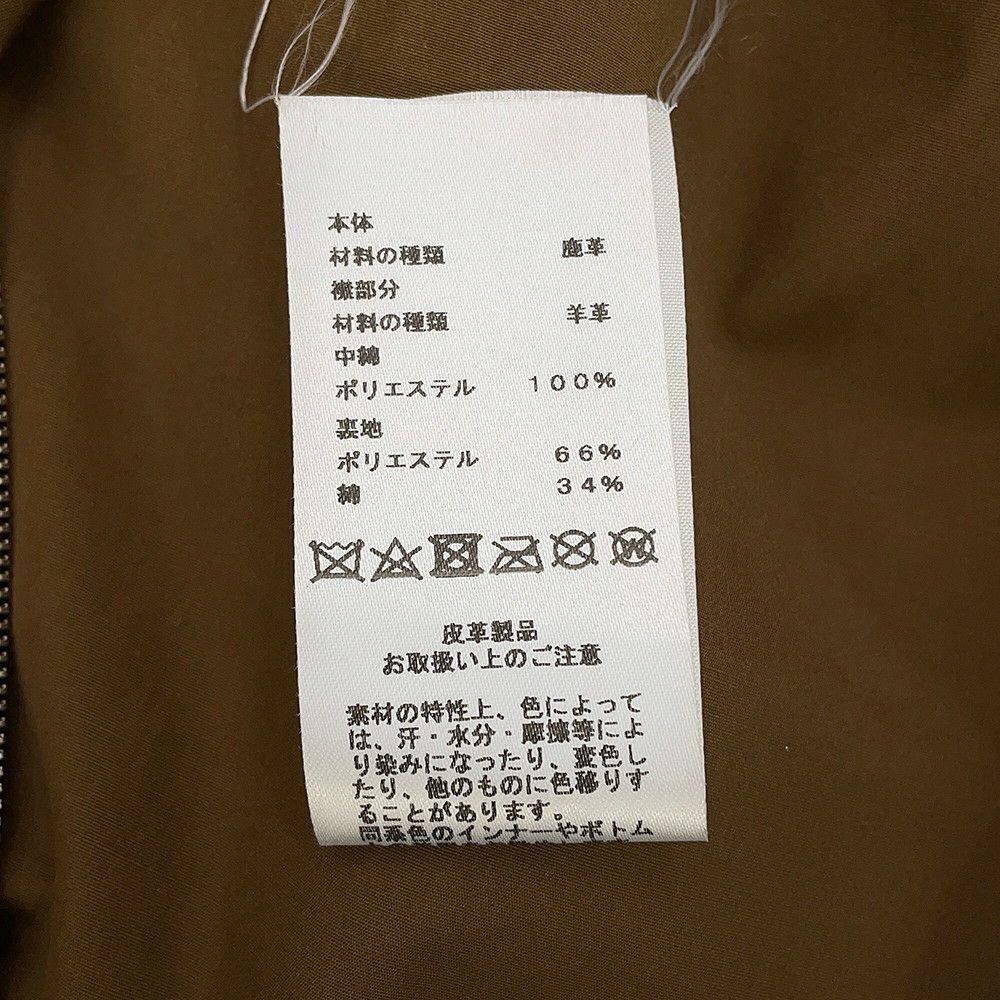 本体
材料の種類 鹿革
襟部分
材料の種類 羊革
中綿
ポリエステル 100%
裏地
ポリエステル 66%
綿 34%
W
皮革製品
お取扱い上のご注意
素材の特性上、色によって
は、汗・水分・摩擦等によ
り染みになったり、変色し
たり、他のものに色移りす
ることがあります。
同系色のインナーやボトム